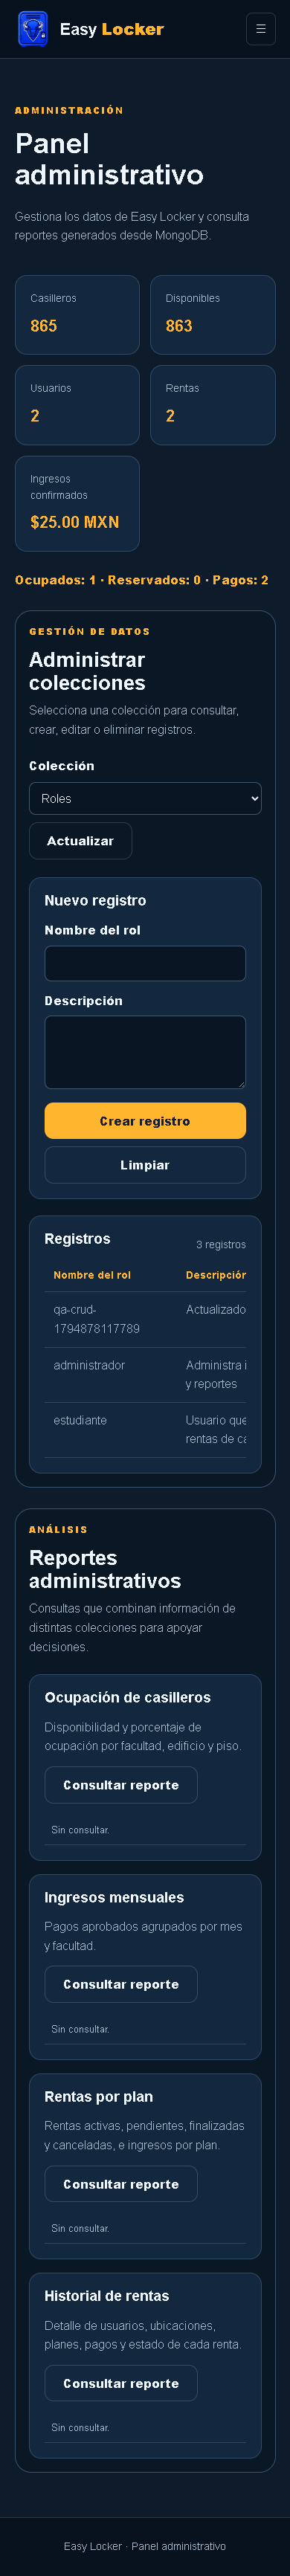 Easy Locker
☰
ADMINISTRACIÓN
Panel
administrativo
Gestiona los datos de Easy Locker y consulta
reportes generados desde MongoDB.
Casilleros
865
Disponibles
863
Usuarios
2
Rentas
2
Ingresos
confirmados
$25.00 MXN
Ocupados: 1 · Reservados: 0 · Pagos: 2
GESTIÓN DE DATOS
Administrar
colecciones
Selecciona una colección para consultar,
crear, editar o eliminar registros.
Colección
Roles
Actualizar
Nuevo registro
Nombre del rol
Descripción
Crear registro
Limpiar
Registros
3 registros
Nombre del rol Descripción
qa-crud-
1794878117789
Actualizado
administrador
Administra i
y reportes
estudiante
Usuario que
rentas de ca
ANÁLISIS
Reportes
administrativos
Consultas que combinan información de
distintas colecciones para apoyar
decisiones.
Ocupación de casilleros
Disponibilidad y porcentaje de
ocupación por facultad, edificio y piso.
Consultar reporte
Sin consultar.
Ingresos mensuales
Pagos aprobados agrupados por mes
y facultad.
Consultar reporte
Sin consultar.
Rentas por plan
Rentas activas, pendientes, finalizadas
y canceladas, e ingresos por plan.
Consultar reporte
Sin consultar.
Historial de rentas
Detalle de usuarios, ubicaciones,
planes, pagos y estado de cada renta.
Consultar reporte
Sin consultar.
Easy Locker · Panel administrativo